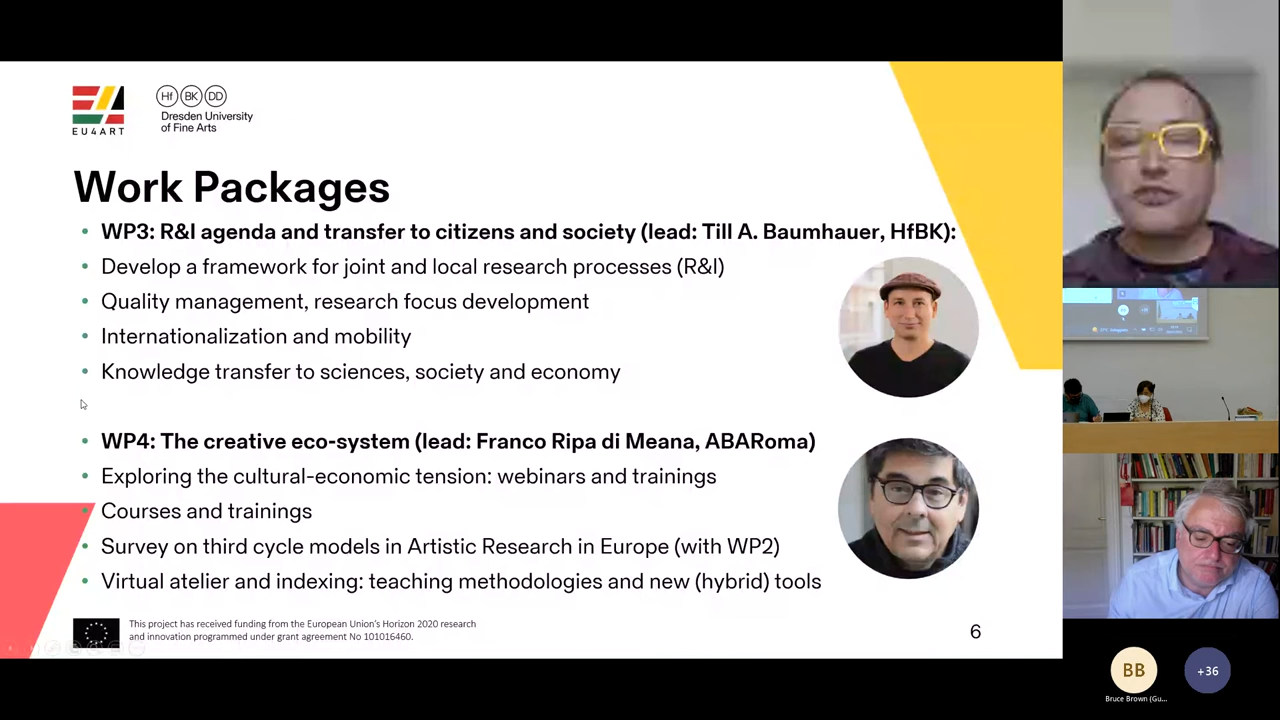 EU4ART
Hf BK DD
Dresden University
of Fine Arts
Work Packages
• WP3: R&I agenda and transfer to citizens and society (lead: Till A. Baumhauer, HfBK):
• Develop a framework for joint and local research processes (R&I)
• Quality management, research focus development
• Internationalization and mobility
• Knowledge transfer to sciences, society and economy
• WP4: The creative eco-system (lead: Franco Ripa di Meana, ABARoma)
• Exploring the cultural-economic tension: webinars and trainings
• Courses and trainings
• Survey on third cycle models in Artistic Research in Europe (with WP2)
• Virtual atelier and indexing: teaching methodologies and new (hybrid) tools
This project has received funding from the European Union's Horizon 2020 research
and innovation programmed under grant agreement No 101016460.
6
BB
+36
Bruce Brown (Gu...